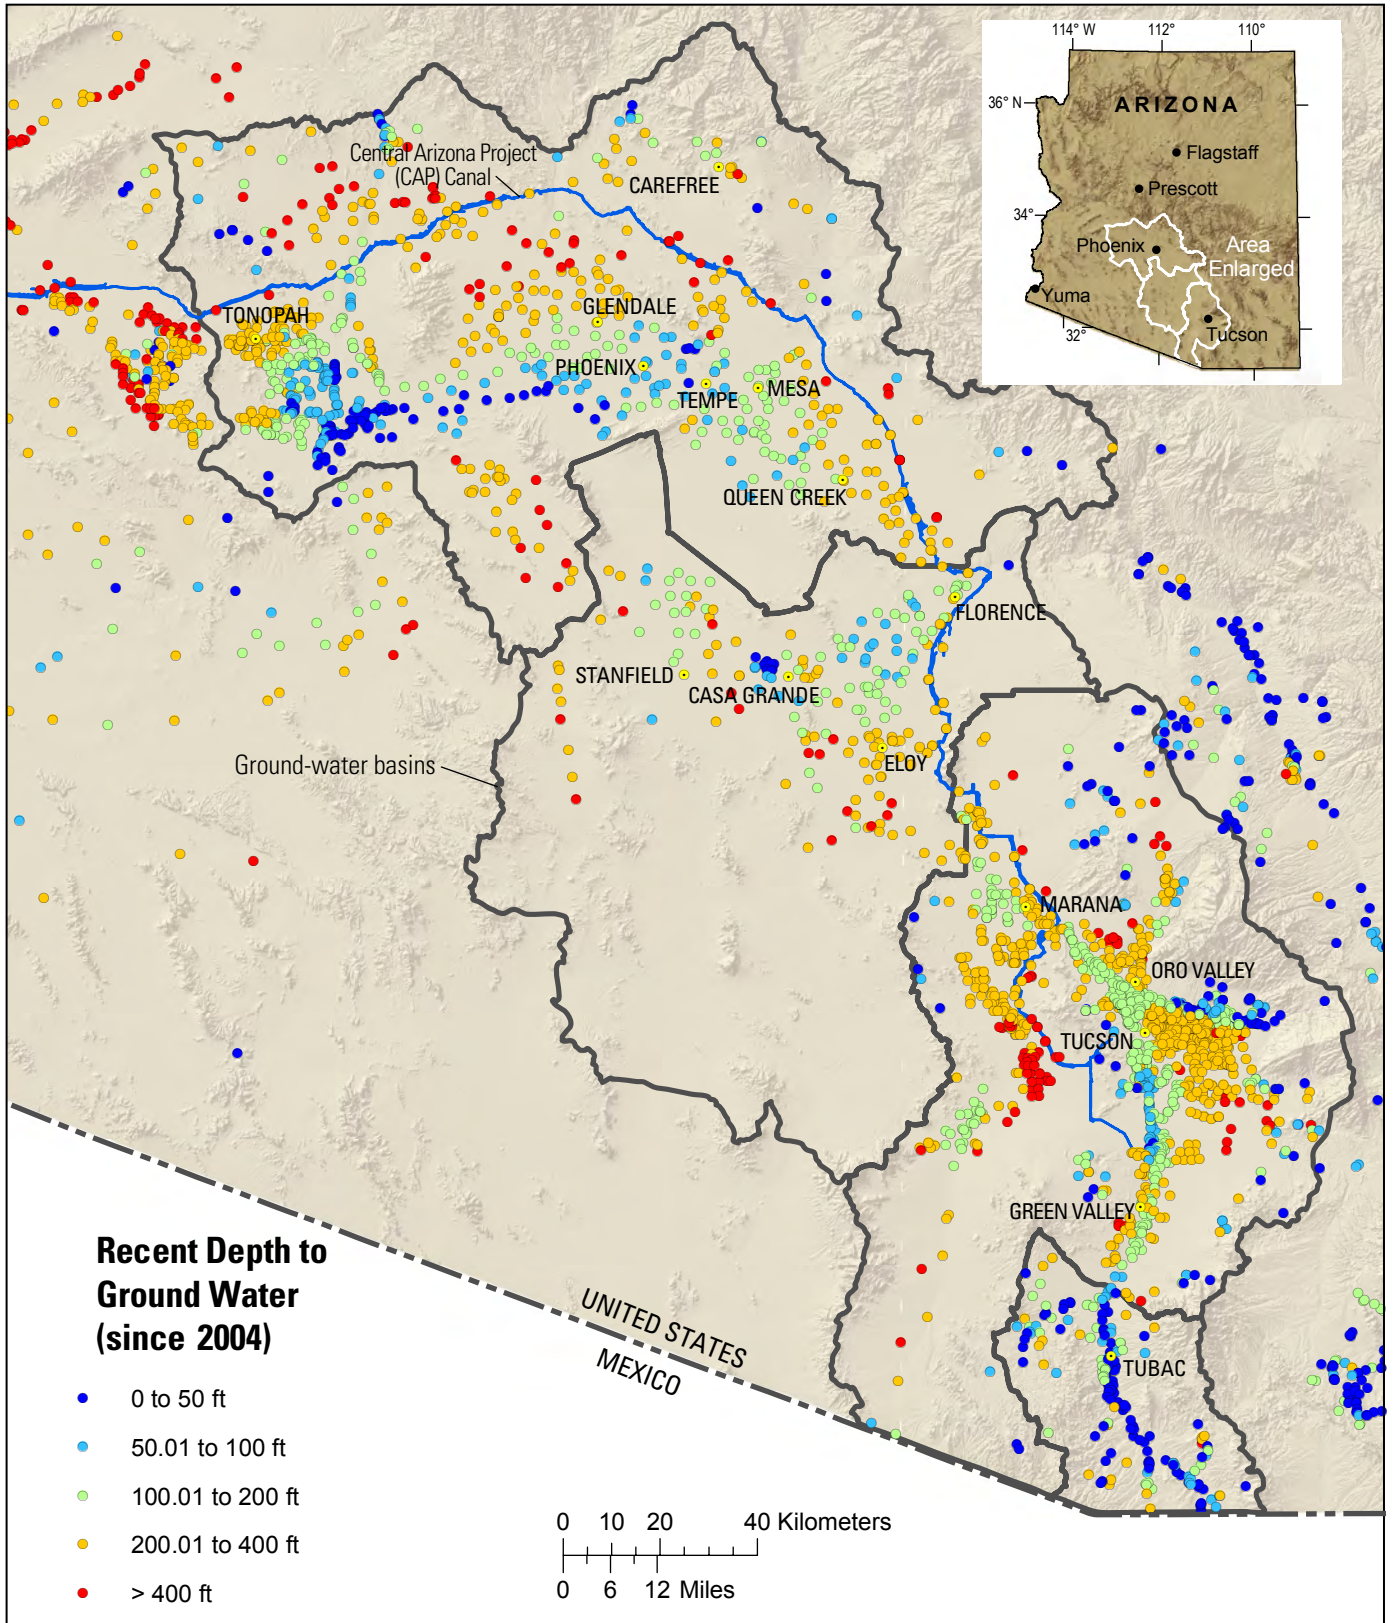 114° W 112° 110°
36° N
ARIZONA
Flagstaff
Prescott
34°
Phoenix
Area
Enlarged
Yuma
32°
Tucson
Central Arizona Project
(CAP) Canal
CAREFREE
TONOPAH
GLENDALE
PHOENIX
TEMPE
MESA
QUEEN CREEK
FLORENCE
STANFIELD
CASA GRANDE
ELOY
Ground-water basins
MARANA
ORO VALLEY
TUCSON
GREEN VALLEY
TUBAC
UNITED STATES
MEXICO
Recent Depth to
Ground Water
(since 2004)
0 to 50 ft
50.01 to 100 ft
100.01 to 200 ft
200.01 to 400 ft
> 400 ft
0 10 20 40 Kilometers
0 6 12 Miles